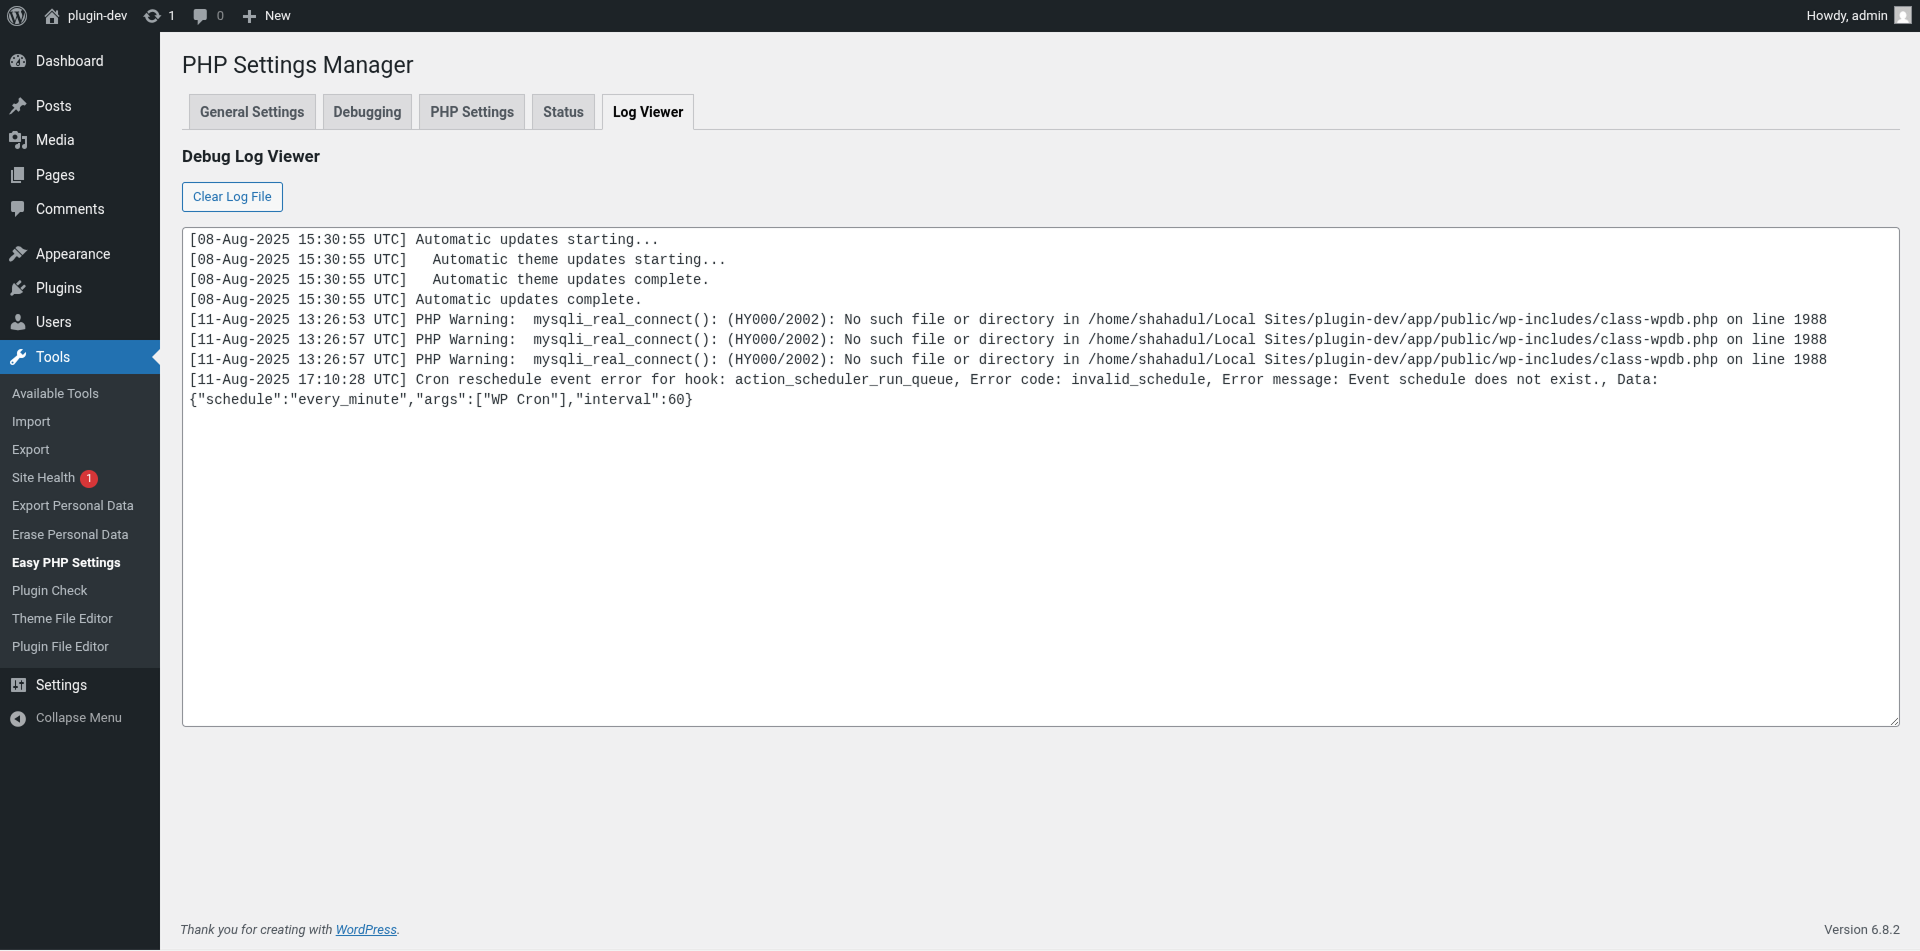 plugin-dev 1 0 New Howdy, admin
Dashboard
Posts
Media
Pages
Comments
Appearance
Plugins
Users
Tools
Available Tools
Import
Export
Site Health 1
Export Personal Data
Erase Personal Data
Easy PHP Settings
Plugin Check
Theme File Editor
Plugin File Editor
Settings
Collapse Menu
PHP Settings Manager
General Settings Debugging PHP Settings Status Log Viewer
Debug Log Viewer
Clear Log File
[08-Aug-2025 15:30:55 UTC] Automatic updates starting...
[08-Aug-2025 15:30:55 UTC]   Automatic theme updates starting...
[08-Aug-2025 15:30:55 UTC]   Automatic theme updates complete.
[08-Aug-2025 15:30:55 UTC] Automatic updates complete.
[11-Aug-2025 13:26:53 UTC] PHP Warning:  mysqli_real_connect(): (HY000/2002): No such file or directory in /home/shahadul/Local Sites/plugin-dev/app/public/wp-includes/class-wpdb.php on line 1988
[11-Aug-2025 13:26:57 UTC] PHP Warning:  mysqli_real_connect(): (HY000/2002): No such file or directory in /home/shahadul/Local Sites/plugin-dev/app/public/wp-includes/class-wpdb.php on line 1988
[11-Aug-2025 13:26:57 UTC] PHP Warning:  mysqli_real_connect(): (HY000/2002): No such file or directory in /home/shahadul/Local Sites/plugin-dev/app/public/wp-includes/class-wpdb.php on line 1988
[11-Aug-2025 17:10:28 UTC] Cron reschedule event error for hook: action_scheduler_run_queue, Error code: invalid_schedule, Error message: Event schedule does not exist., Data:
{"schedule":"every_minute","args":["WP Cron"],"interval":60}
Thank you for creating with WordPress.
Version 6.8.2